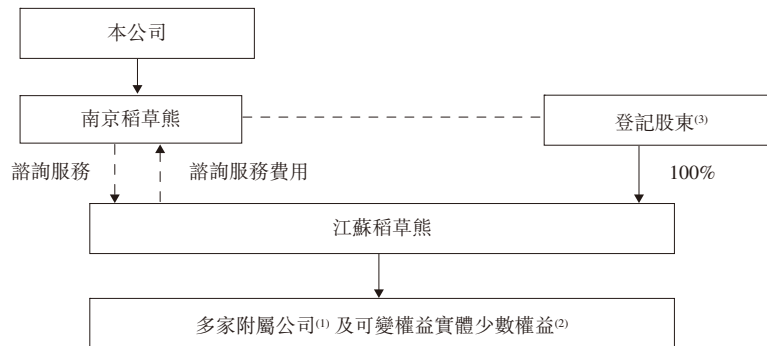 本公司
南京稻草熊
登記股東(3)
諮詢服務
諮詢服務費用
100%
江蘇稻草熊
多家附屬公司(1) 及可變權益實體少數權益(2)